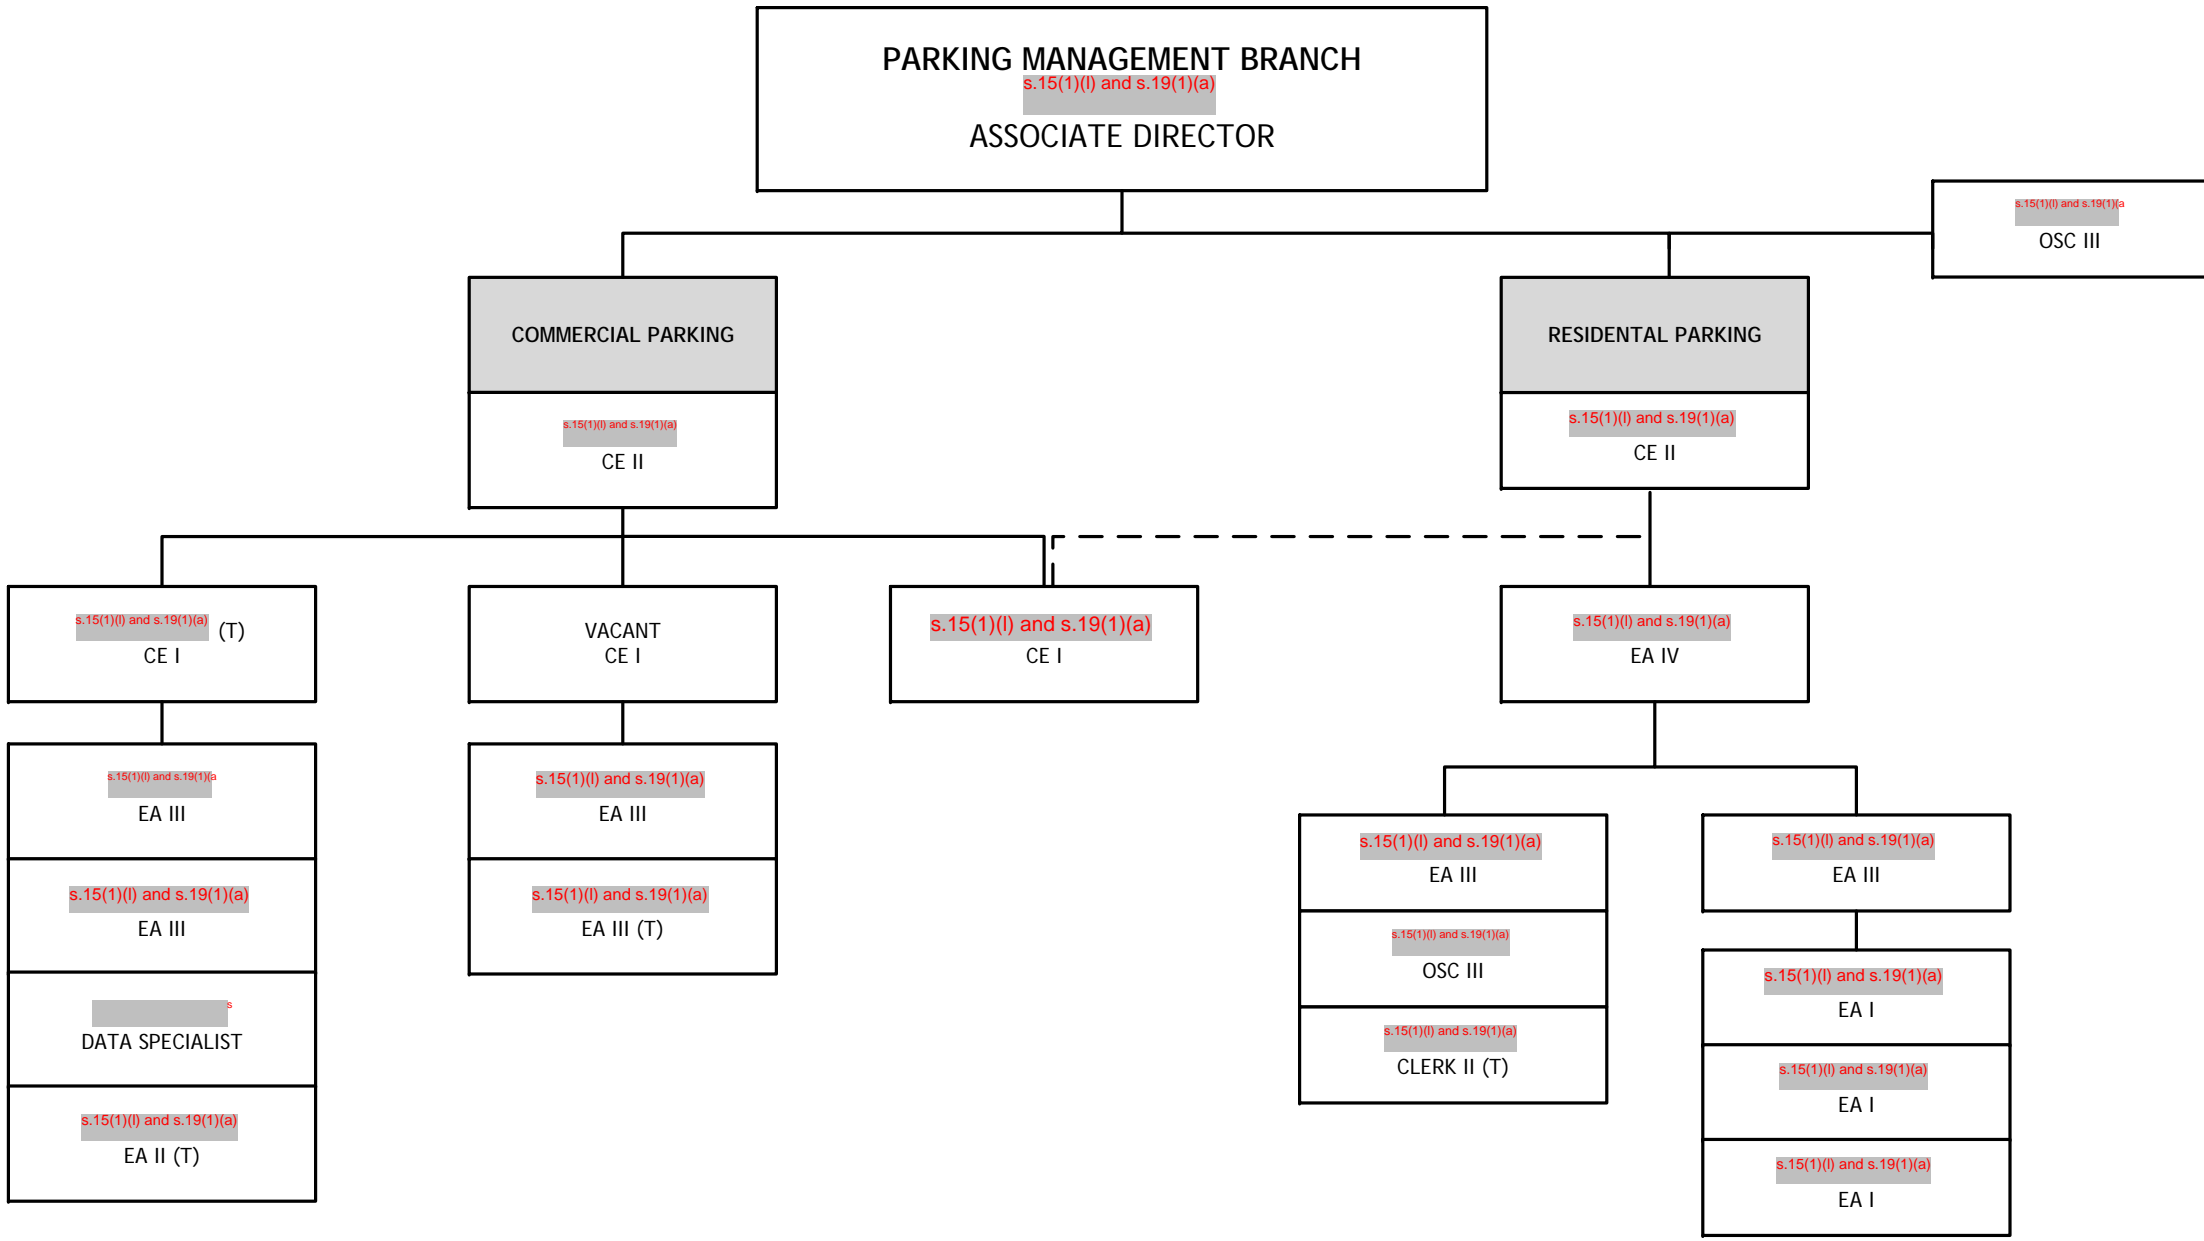 PARKING MANAGEMENT BRANCH
s.15(1)(l) and s.19(1)(a)
ASSOCIATE DIRECTOR
s.15(1)(l) and s.19(1)(a
OSC III
COMMERCIAL PARKING
s.15(1)(l) and s.19(1)(a)
CE II
RESIDENTAL PARKING
s.15(1)(l) and s.19(1)(a)
CE II
s.15(1)(l) and s.19(1)(a) (T)
CE I
VACANT
CE I
s.15(1)(l) and s.19(1)(a)
CE I
s.15(1)(l) and s.19(1)(a)
EA IV
s.15(1)(l) and s.19(1)(a
EA III
s.15(1)(l) and s.19(1)(a)
EA III
s
DATA SPECIALIST
s.15(1)(l) and s.19(1)(a)
EA II (T)
s.15(1)(l) and s.19(1)(a)
EA III
s.15(1)(l) and s.19(1)(a)
EA III (T)
s.15(1)(l) and s.19(1)(a)
EA III
s.15(1)(l) and s.19(1)(a)
OSC III
s.15(1)(l) and s.19(1)(a)
CLERK II (T)
s.15(1)(l) and s.19(1)(a)
EA III
s.15(1)(l) and s.19(1)(a)
EA I
s.15(1)(l) and s.19(1)(a)
EA I
s.15(1)(l) and s.19(1)(a)
EA I